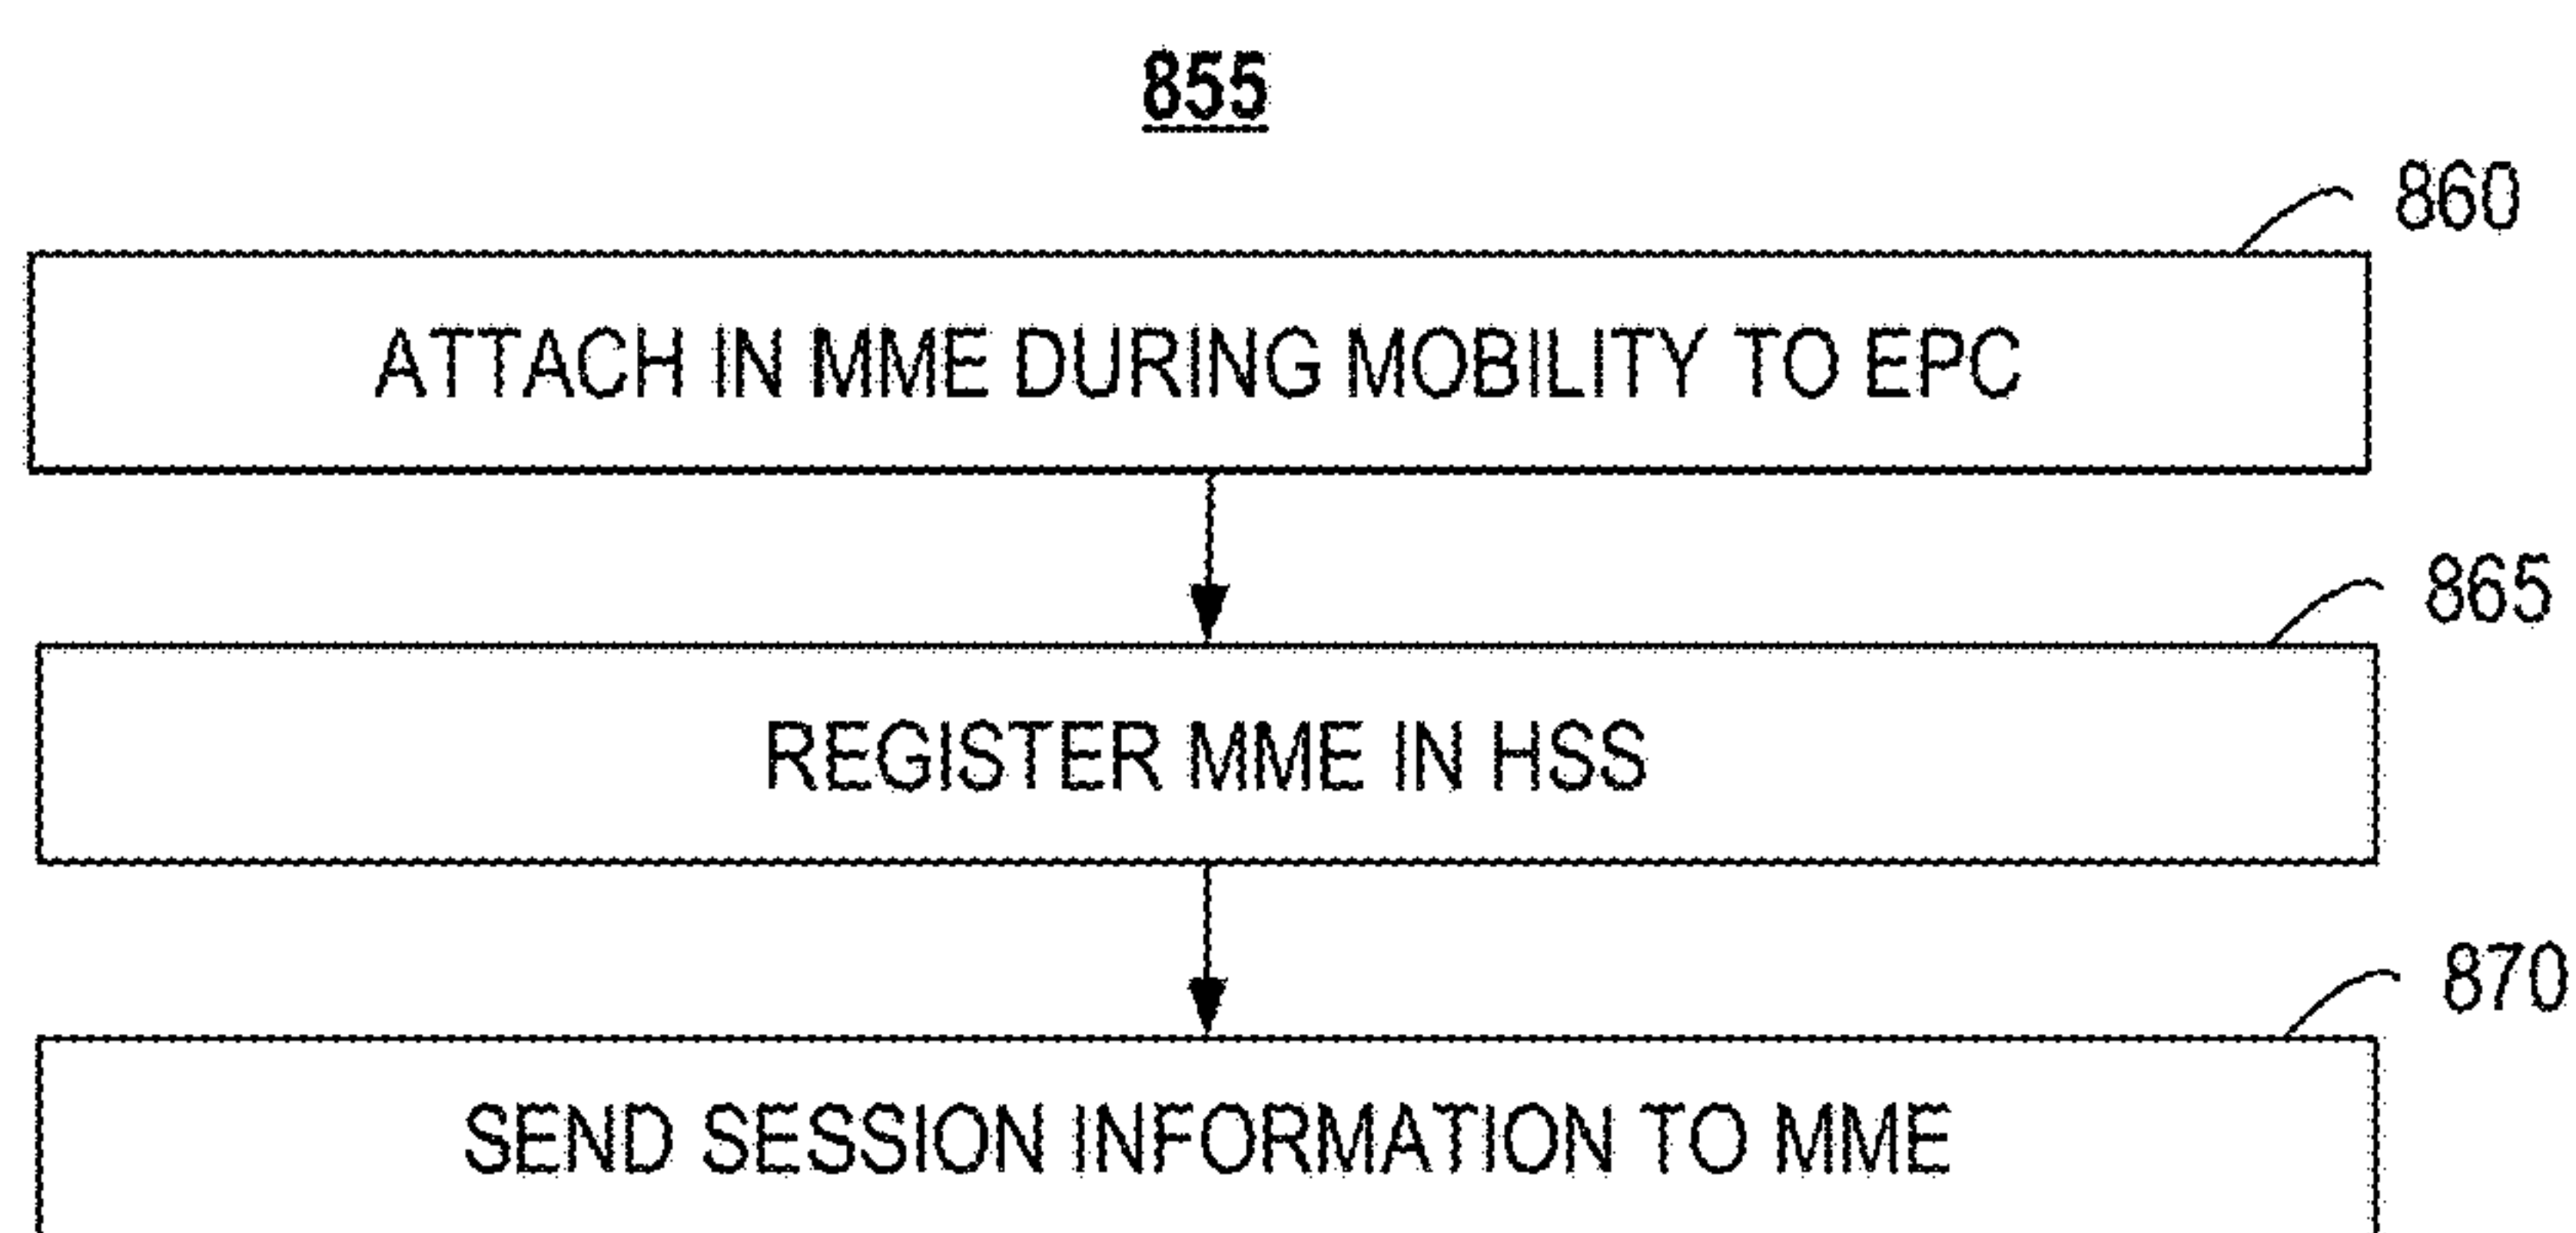 855
860
ATTACH IN MME DURING MOBILITY TO EPC
865
REGISTER MME IN HSS
870
SEND SESSION INFORMATION TO MME